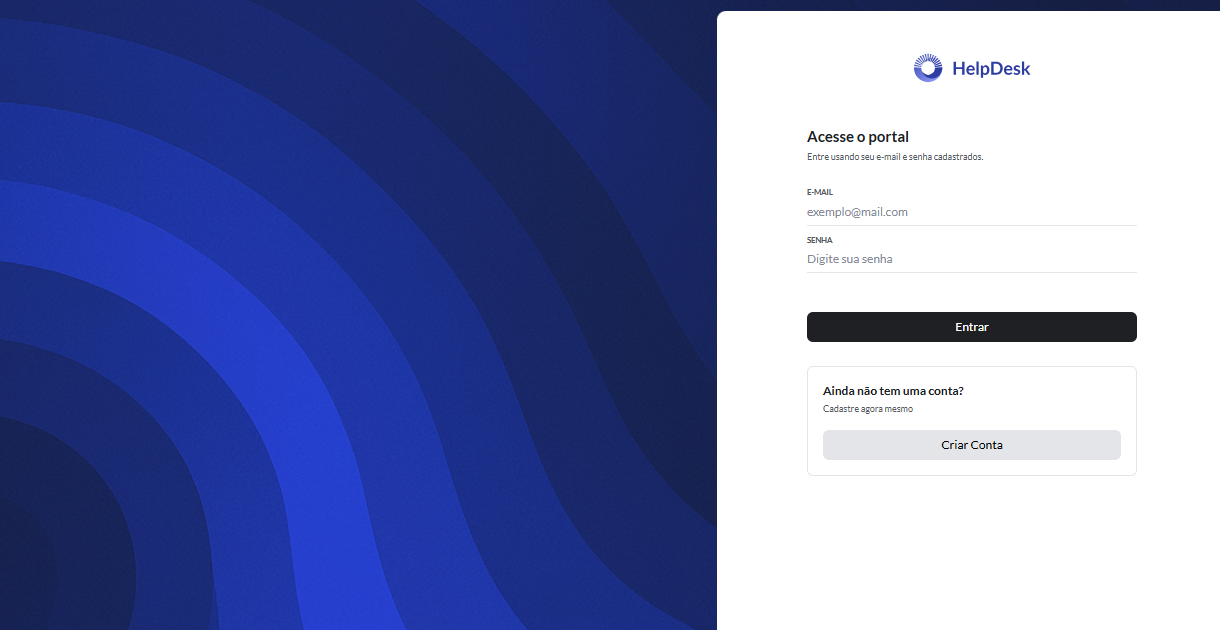 HelpDesk
Acesse o portal
Entre usando seu e-mail e senha cadastrados.
E-MAIL
exemplo@mail.com
SENHA
Digite sua senha
Entrar
Ainda não tem uma conta?
Cadastre agora mesmo
Criar Conta